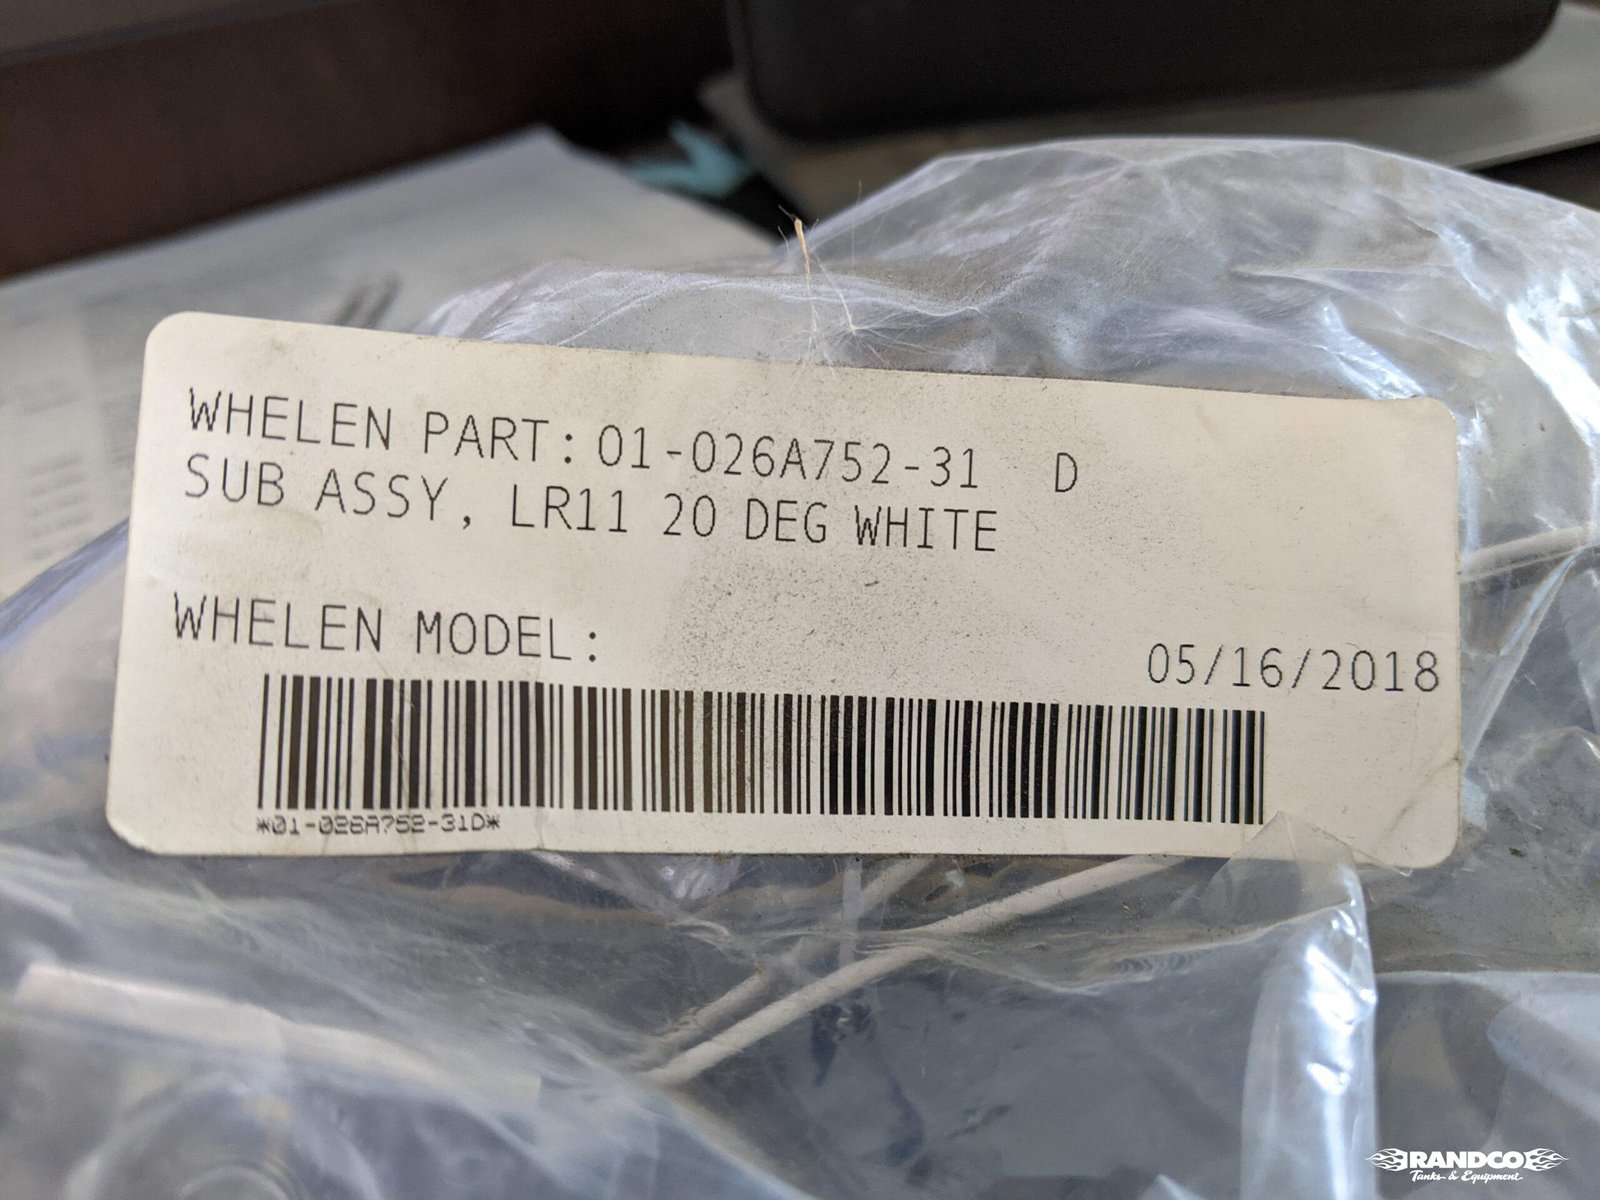 WHELEN PART: 01-026A752-31 D
SUB ASSY, LR11 20 DEG WHITE
WHELEN MODEL:
05/16/2018
*01-026A752-31D*
RANDCO
Tanks & Equipment